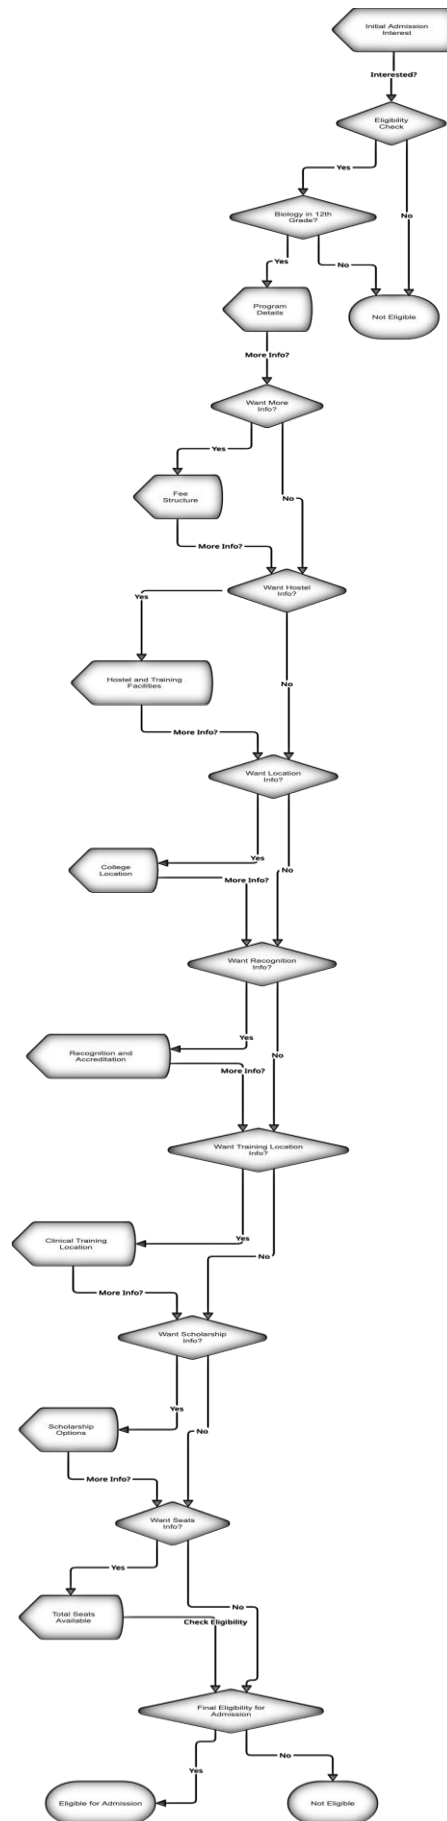 Initial Admission
Interest
Interested?
Eligibility
Check
Yes
No
Biology in 12th
Grade?
Yes
No
Program
Details
Not Eligible
More Info?
Want More
Info?
Yes
No
Fee
Structure
More Info?
Want Hostel
Info?
Yes
No
Hostel and Training
Facilities
More Info?
Want Location
Info?
Yes
No
College
Location
More Info?
Want Recognition
Info?
Yes
No
Recognition and
Accreditation
More Info?
Want Training Location
Info?
Yes
No
Clinical Training
Location
More Info?
Want Scholarship
Info?
Yes
No
Scholarship
Options
More Info?
Want Seats
Info?
Yes
No
Total Seats
Available
Check Eligibility
Final Eligibility for
Admission
Yes
No
Eligible for Admission
Not Eligible